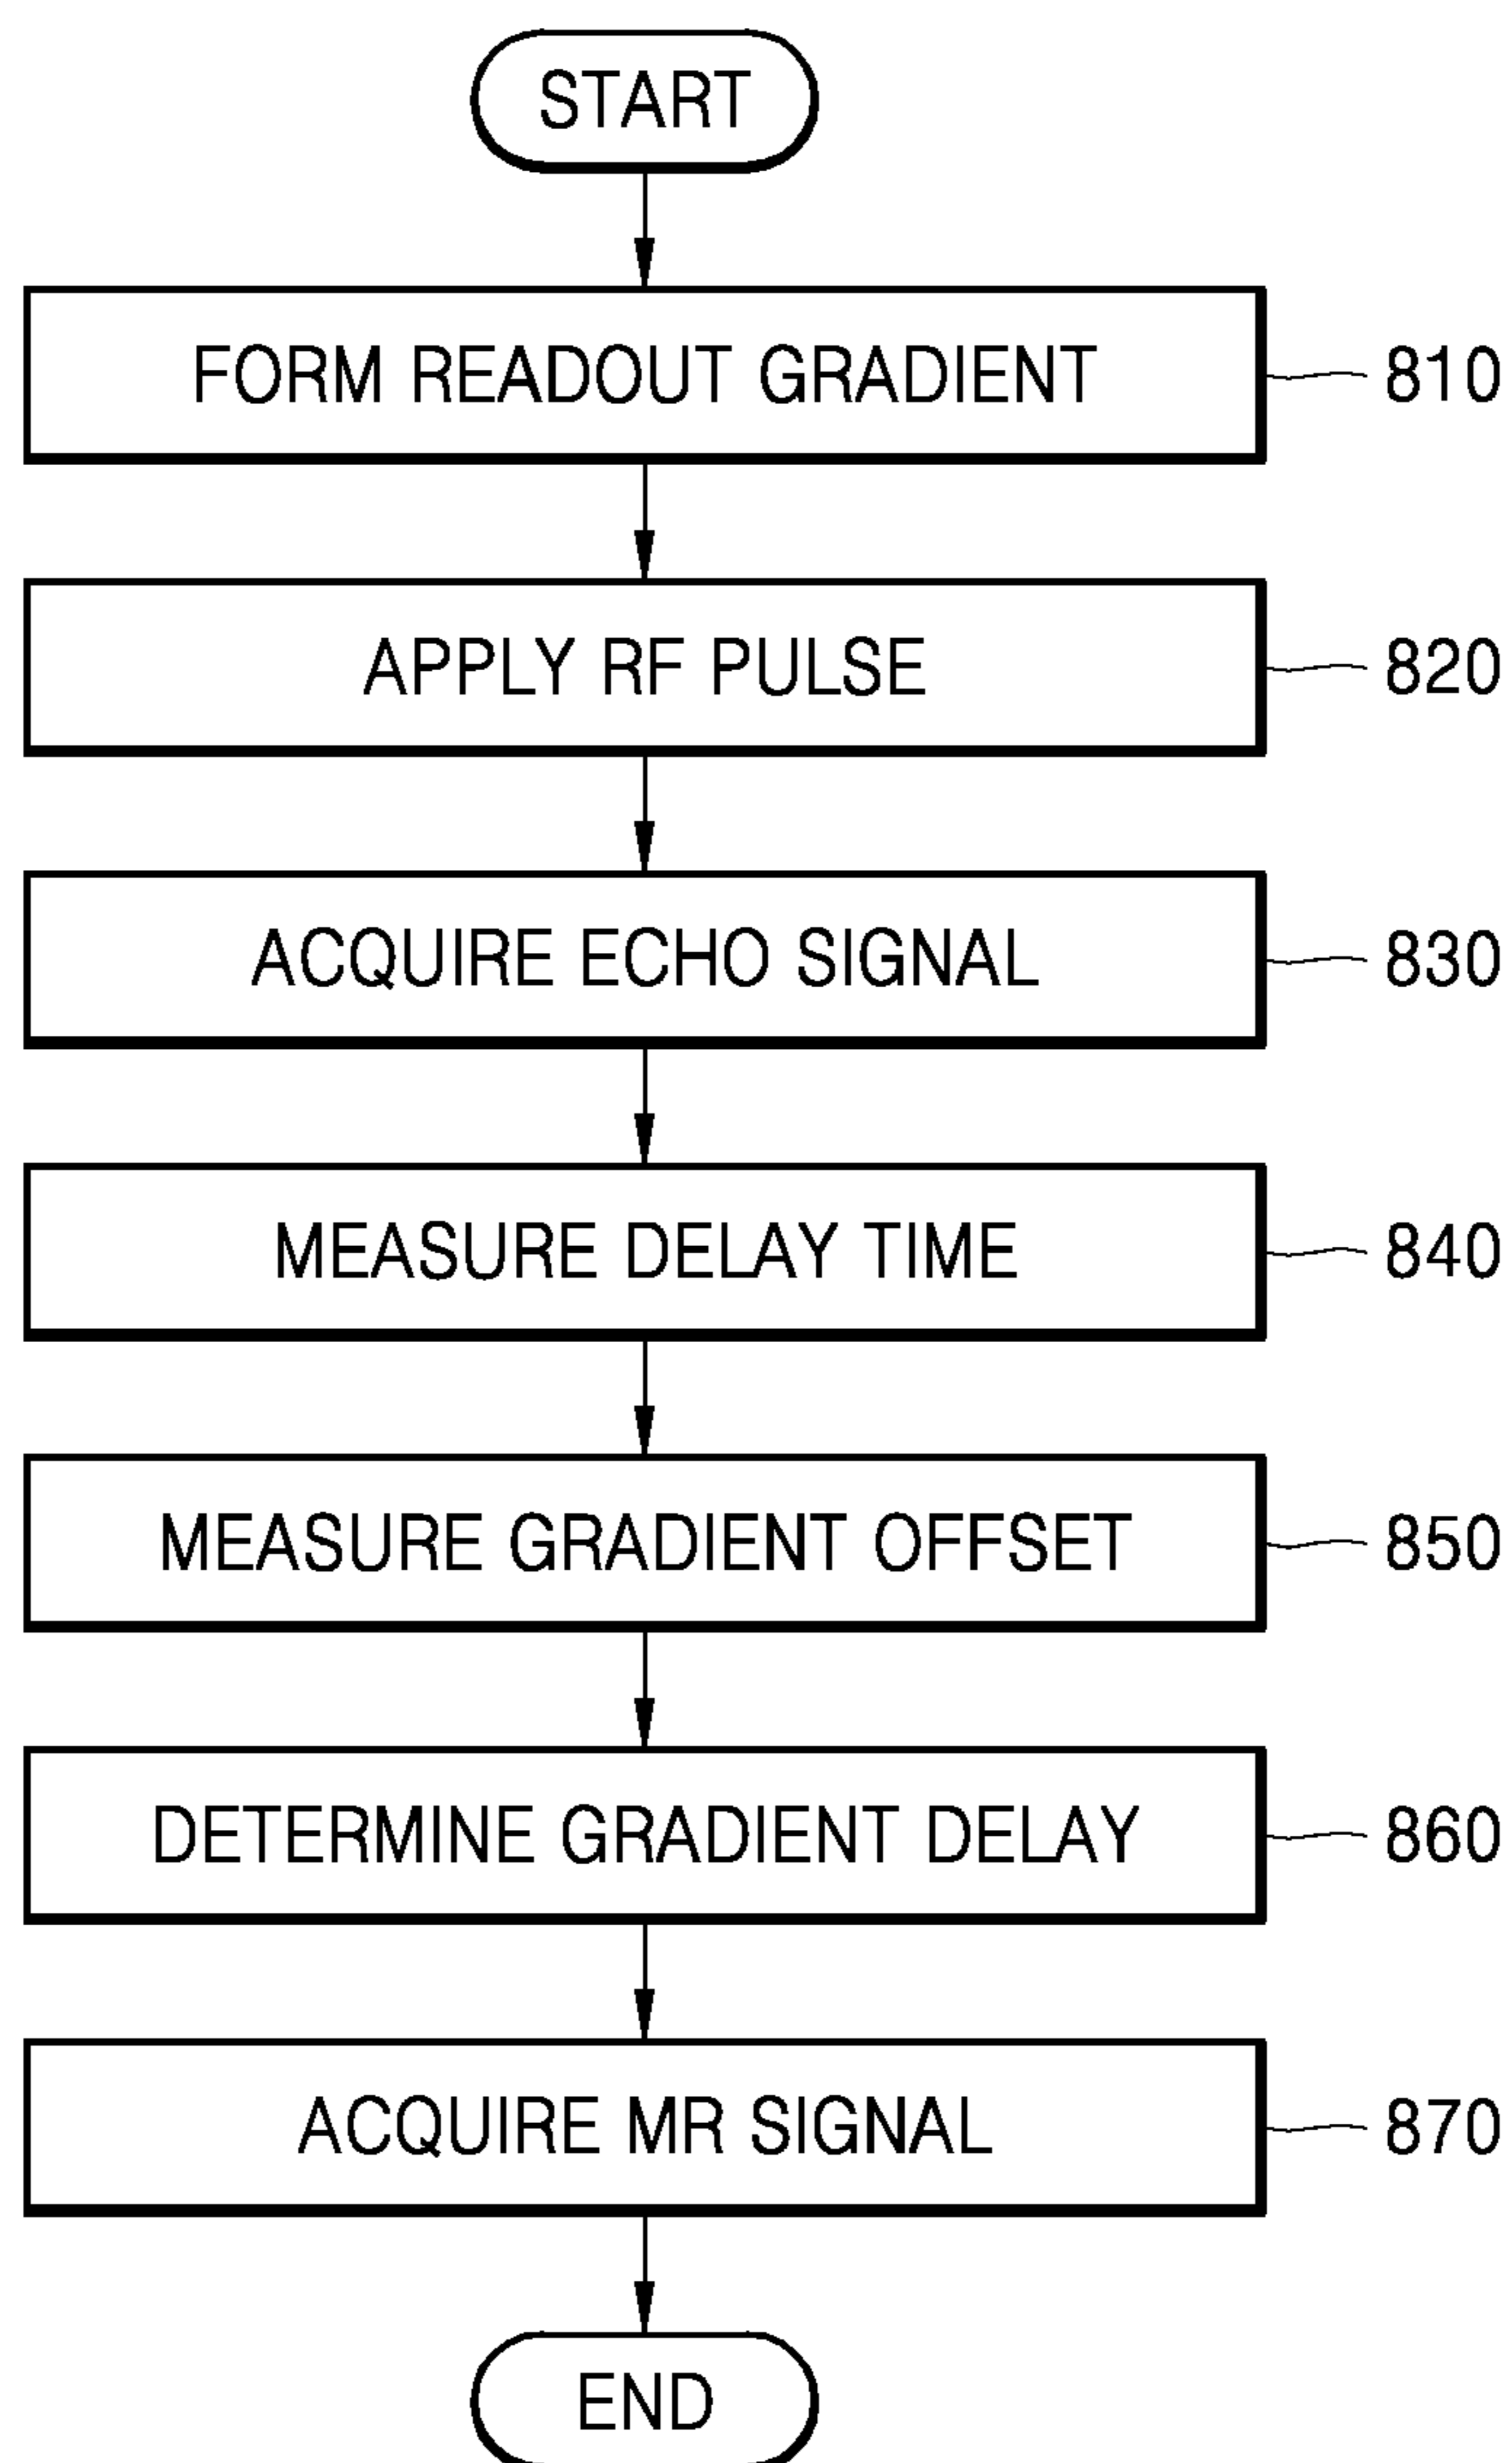 START
FORM READOUT GRADIENT 810
APPLY RF PULSE 820
ACQUIRE ECHO SIGNAL 830
MEASURE DELAY TIME 840
MEASURE GRADIENT OFFSET 850
DETERMINE GRADIENT DELAY 860
ACQUIRE MR SIGNAL 870
END